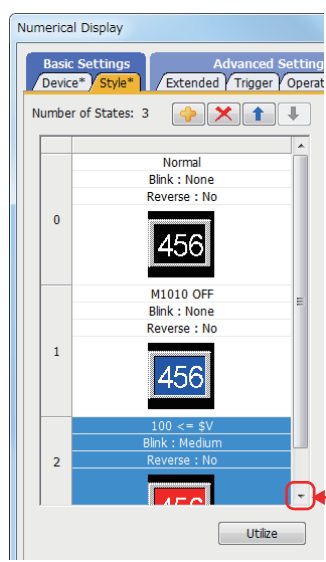 Numerical Display
Basic Settings Advanced Setting
Device* Style* Extended Trigger Operat
Number of States: 3
Normal
Blink : None
Reverse : No
0
456
M1010 OFF
Blink : None
Reverse : No
1
456
100 <= $V
Blink : Medium
Reverse : No
2
456
Utilize